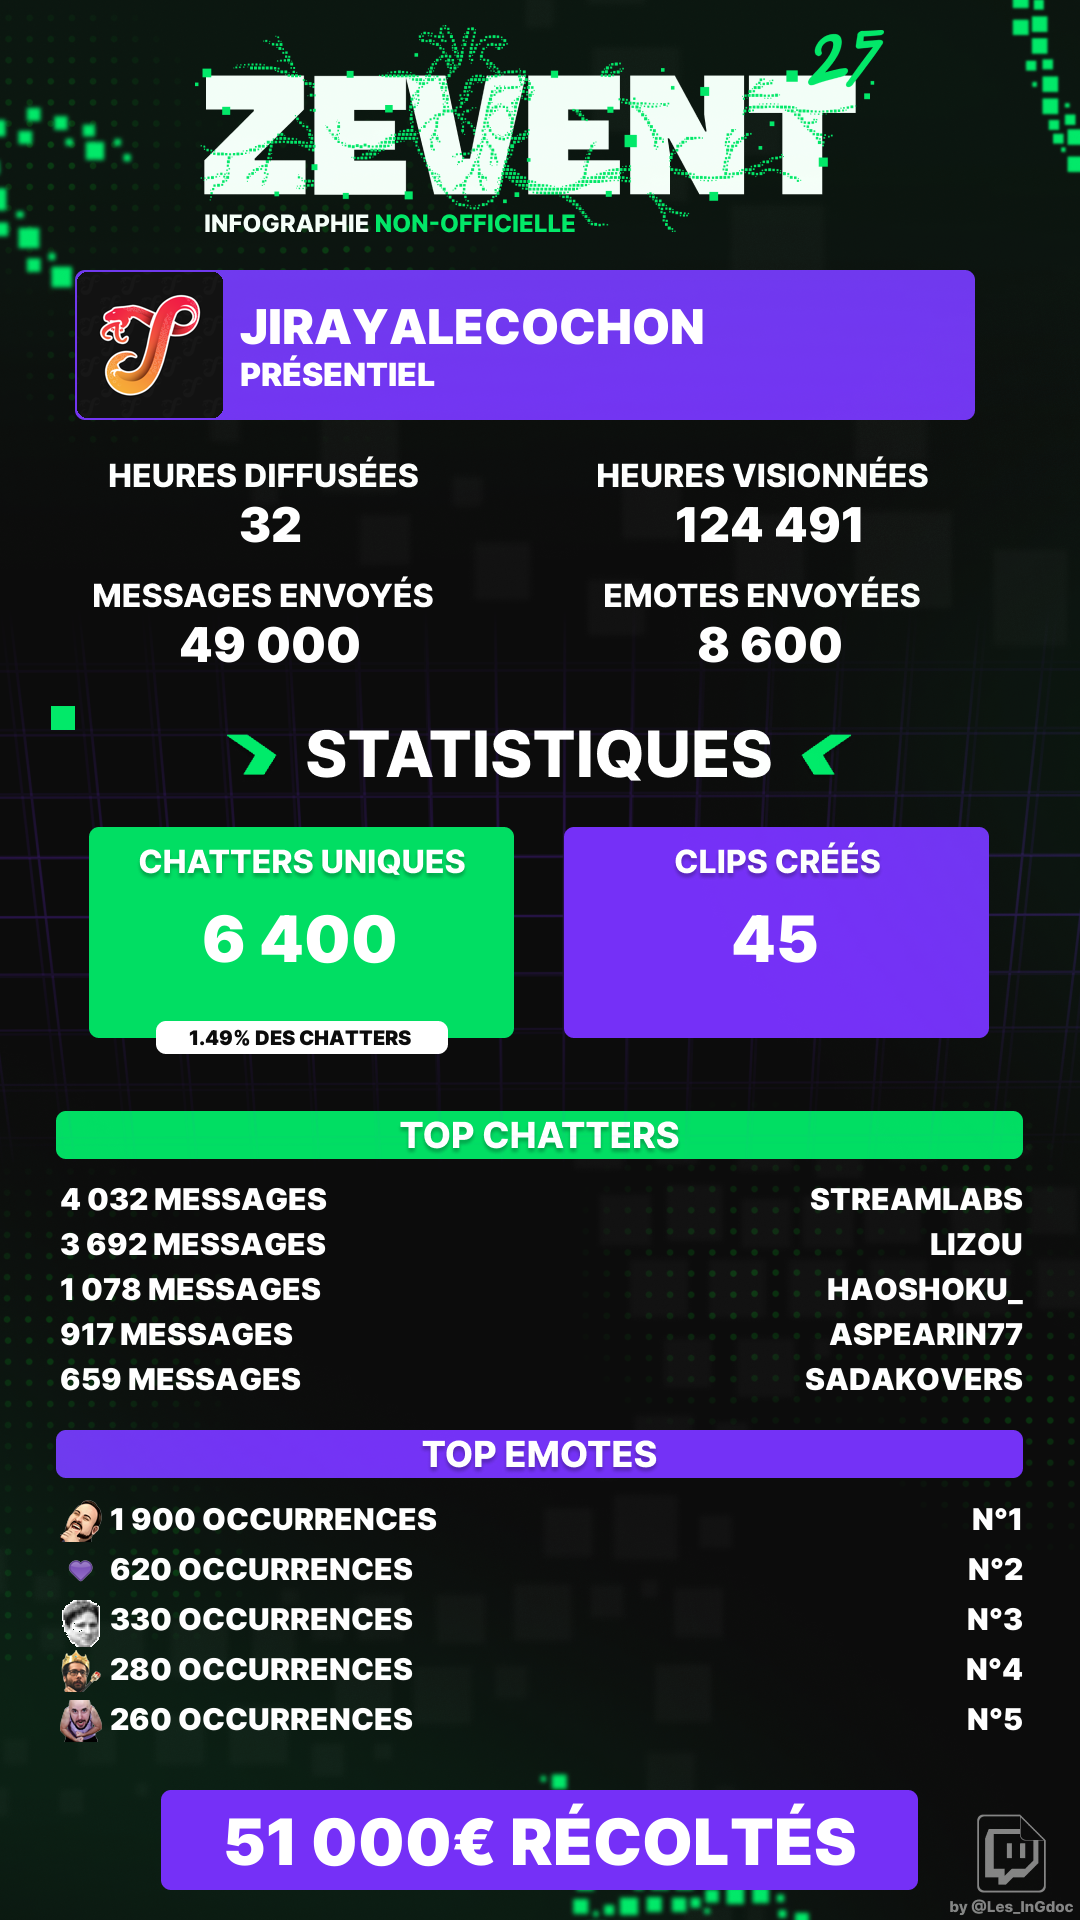 ZEVENT 25
INFOGRAPHIE NON-OFFICIELLE
JIRAYALECOCHON
PRÉSENTIEL
HEURES DIFFUSÉES
32
HEURES VISIONNÉES
124 491
MESSAGES ENVOYÉS
49 000
EMOTES ENVOYÉES
8 600
STATISTIQUES
CHATTERS UNIQUES
6 400
1.49% DES CHATTERS
CLIPS CRÉÉS
45
TOP CHATTERS
4 032 MESSAGES STREAMLABS
3 692 MESSAGES LIZOU
1 078 MESSAGES HAOSHOKU_
917 MESSAGES ASPEARIN77
659 MESSAGES SADAKOVERS
TOP EMOTES
1 900 OCCURRENCES N°1
620 OCCURRENCES N°2
330 OCCURRENCES N°3
280 OCCURRENCES N°4
260 OCCURRENCES N°5
51 000€ RÉCOLTÉS
by @Les_InGdoc